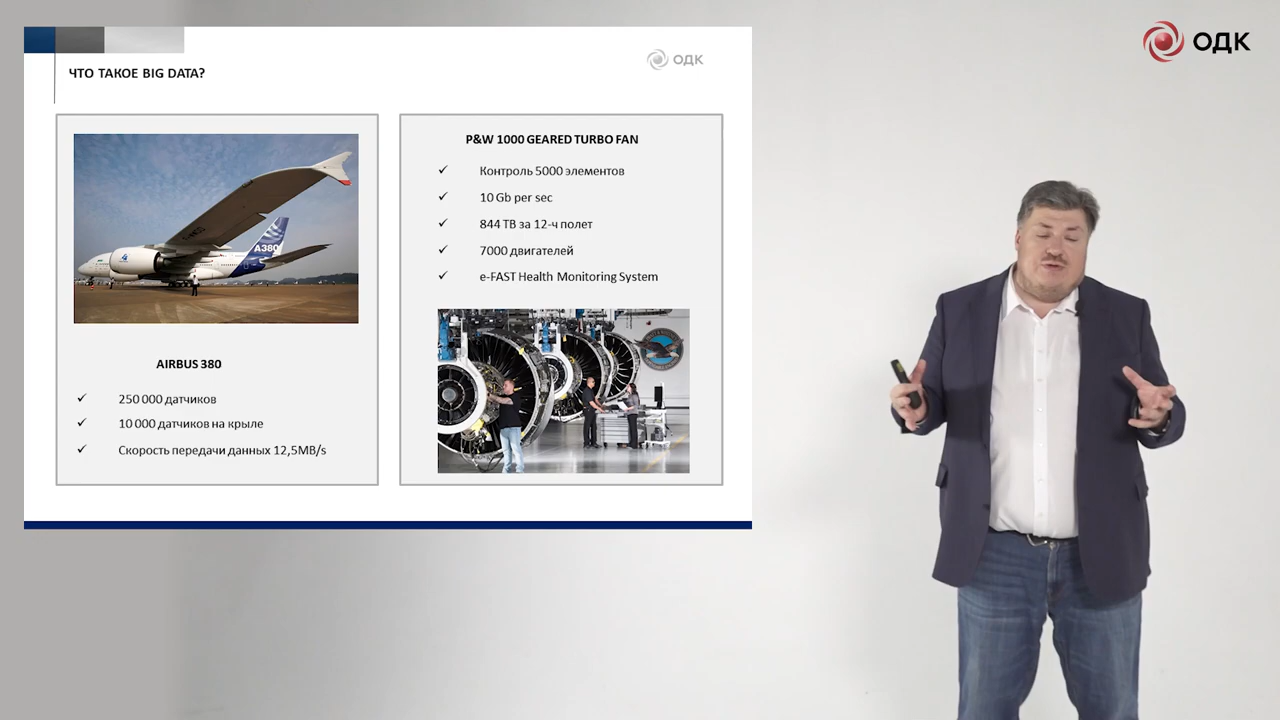 ОДК
ЧТО ТАКОЕ BIG DATA?
ОДК
A380
AIRBUS 380
250 000 датчиков
10 000 датчиков на крыле
Скорость передачи данных 12,5MB/s
P&W 1000 GEARED TURBO FAN
Контроль 5000 элементов
10 Gb per sec
844 TB за 12-ч полет
7000 двигателей
e-FAST Health Monitoring System